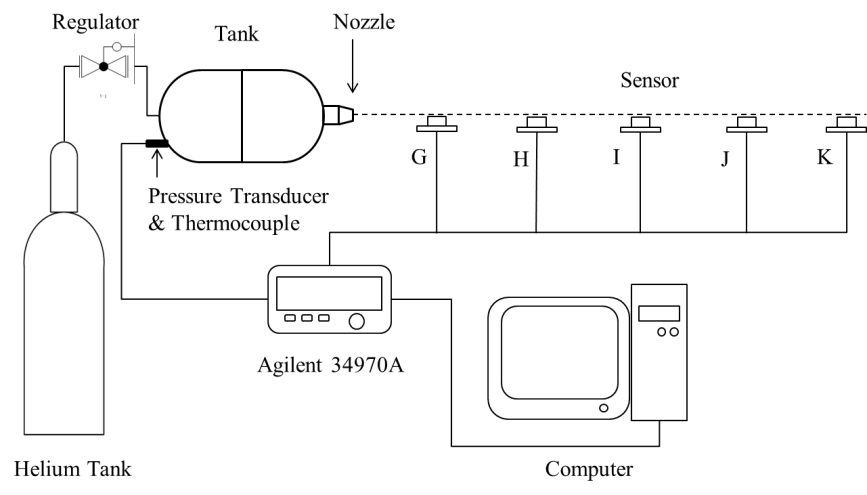 Regulator
Tank
Nozzle
Sensor
G
H
I
J
K
Pressure Transducer
& Thermocouple
Agilent 34970A
Helium Tank
Computer